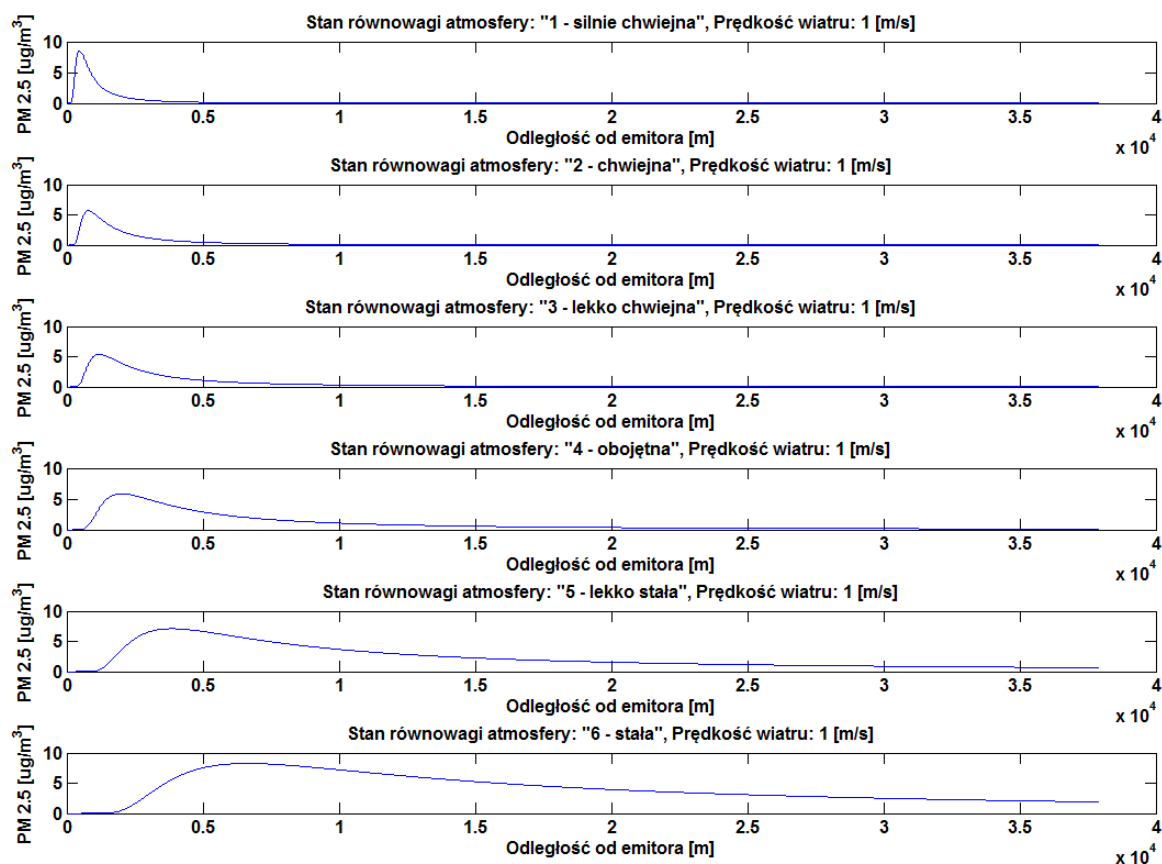 Stan równowagi atmosfery: "1 - silnie chwiejna", Prędkość wiatru: 1 [m/s]
PM 2.5 [ug/m³]
10
5
0
0 0.5 1 1.5 2 2.5 3 3.5 4
Odległość od emitora [m]
x 10⁴
Stan równowagi atmosfery: "2 - chwiejna", Prędkość wiatru: 1 [m/s]
PM 2.5 [ug/m³]
10
5
0
0 0.5 1 1.5 2 2.5 3 3.5 4
Odległość od emitora [m]
x 10⁴
Stan równowagi atmosfery: "3 - lekko chwiejna", Prędkość wiatru: 1 [m/s]
PM 2.5 [ug/m³]
10
5
0
0 0.5 1 1.5 2 2.5 3 3.5 4
Odległość od emitora [m]
x 10⁴
Stan równowagi atmosfery: "4 - obojętna", Prędkość wiatru: 1 [m/s]
PM 2.5 [ug/m³]
10
5
0
0 0.5 1 1.5 2 2.5 3 3.5 4
Odległość od emitora [m]
x 10⁴
Stan równowagi atmosfery: "5 - lekko stała", Prędkość wiatru: 1 [m/s]
PM 2.5 [ug/m³]
10
5
0
0 0.5 1 1.5 2 2.5 3 3.5 4
Odległość od emitora [m]
x 10⁴
Stan równowagi atmosfery: "6 - stała", Prędkość wiatru: 1 [m/s]
PM 2.5 [ug/m³]
10
5
0
0 0.5 1 1.5 2 2.5 3 3.5 4
Odległość od emitora [m]
x 10⁴